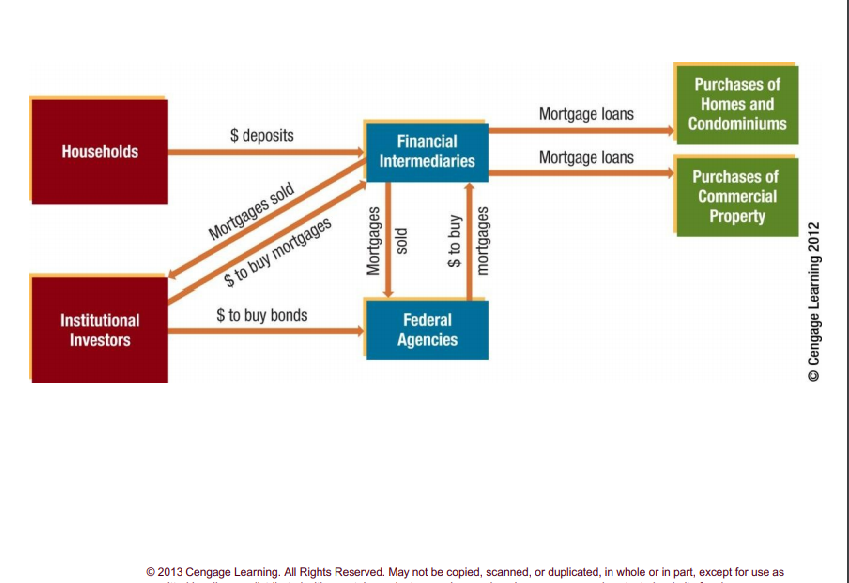 Households
$ deposits
Financial
Intermediaries
Mortgage loans
Purchases of
Homes and
Condominiums
Mortgage loans
Purchases of
Commercial
Property
Mortgages sold
$ to buy mortgages
Mortgages
sold
$ to buy
mortgages
Institutional
Investors
$ to buy bonds
Federal
Agencies
© Cengage Learning 2012
© 2013 Cengage Learning. All Rights Reserved. May not be copied, scanned, or duplicated, in whole or in part, except for use as